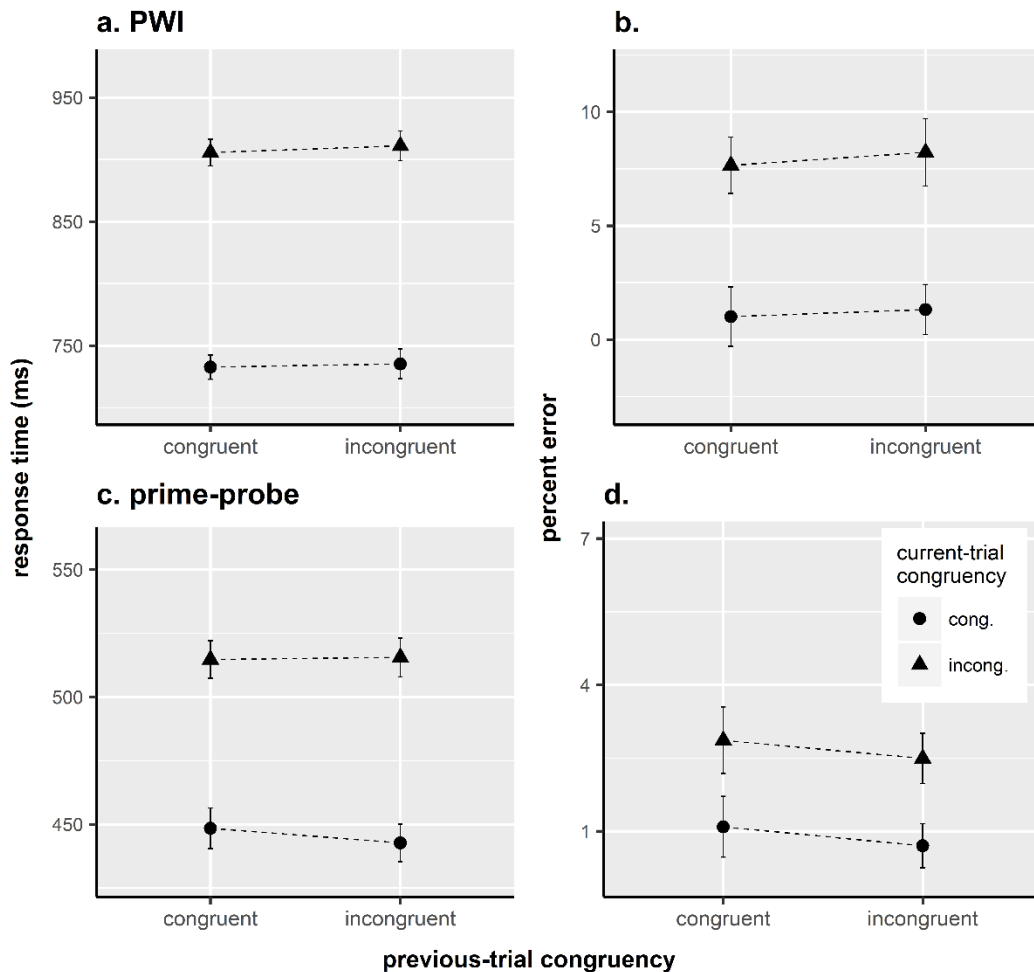 a. PWI
b.
response time (ms)
950
850
750
congruent
incongruent
percent error
10
5
0
congruent
incongruent
c. prime-probe
d.
550
500
450
congruent
incongruent
7
4
1
current-trial
congruency
cong.
incong.
congruent
incongruent
previous-trial congruency